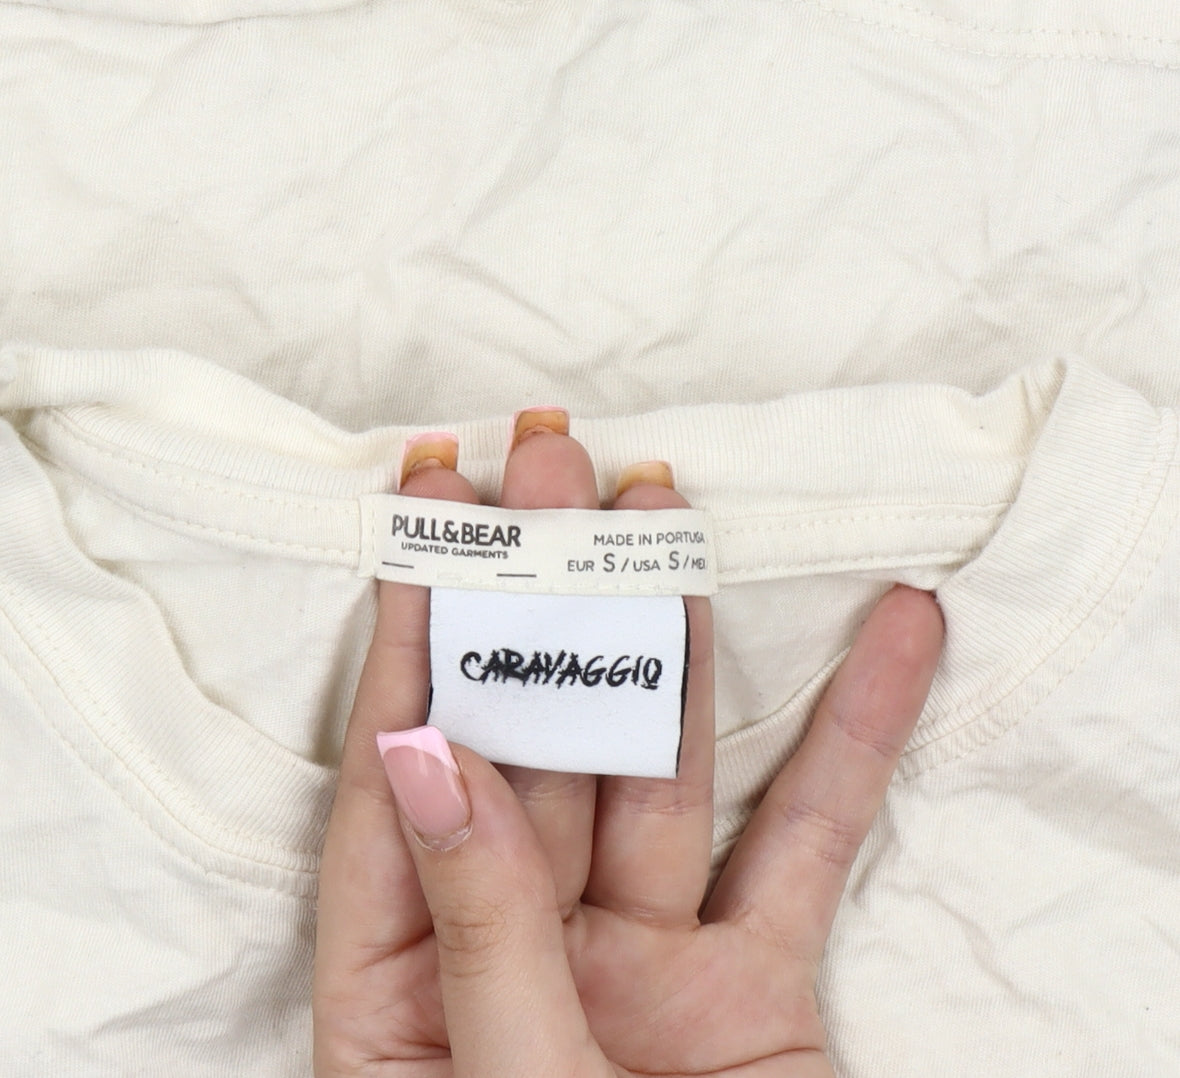 PULL&BEAR
UPDATED GARMENTS
MADE IN PORTUGA
EUR S / USA S / MEX
CARAVAGGIO